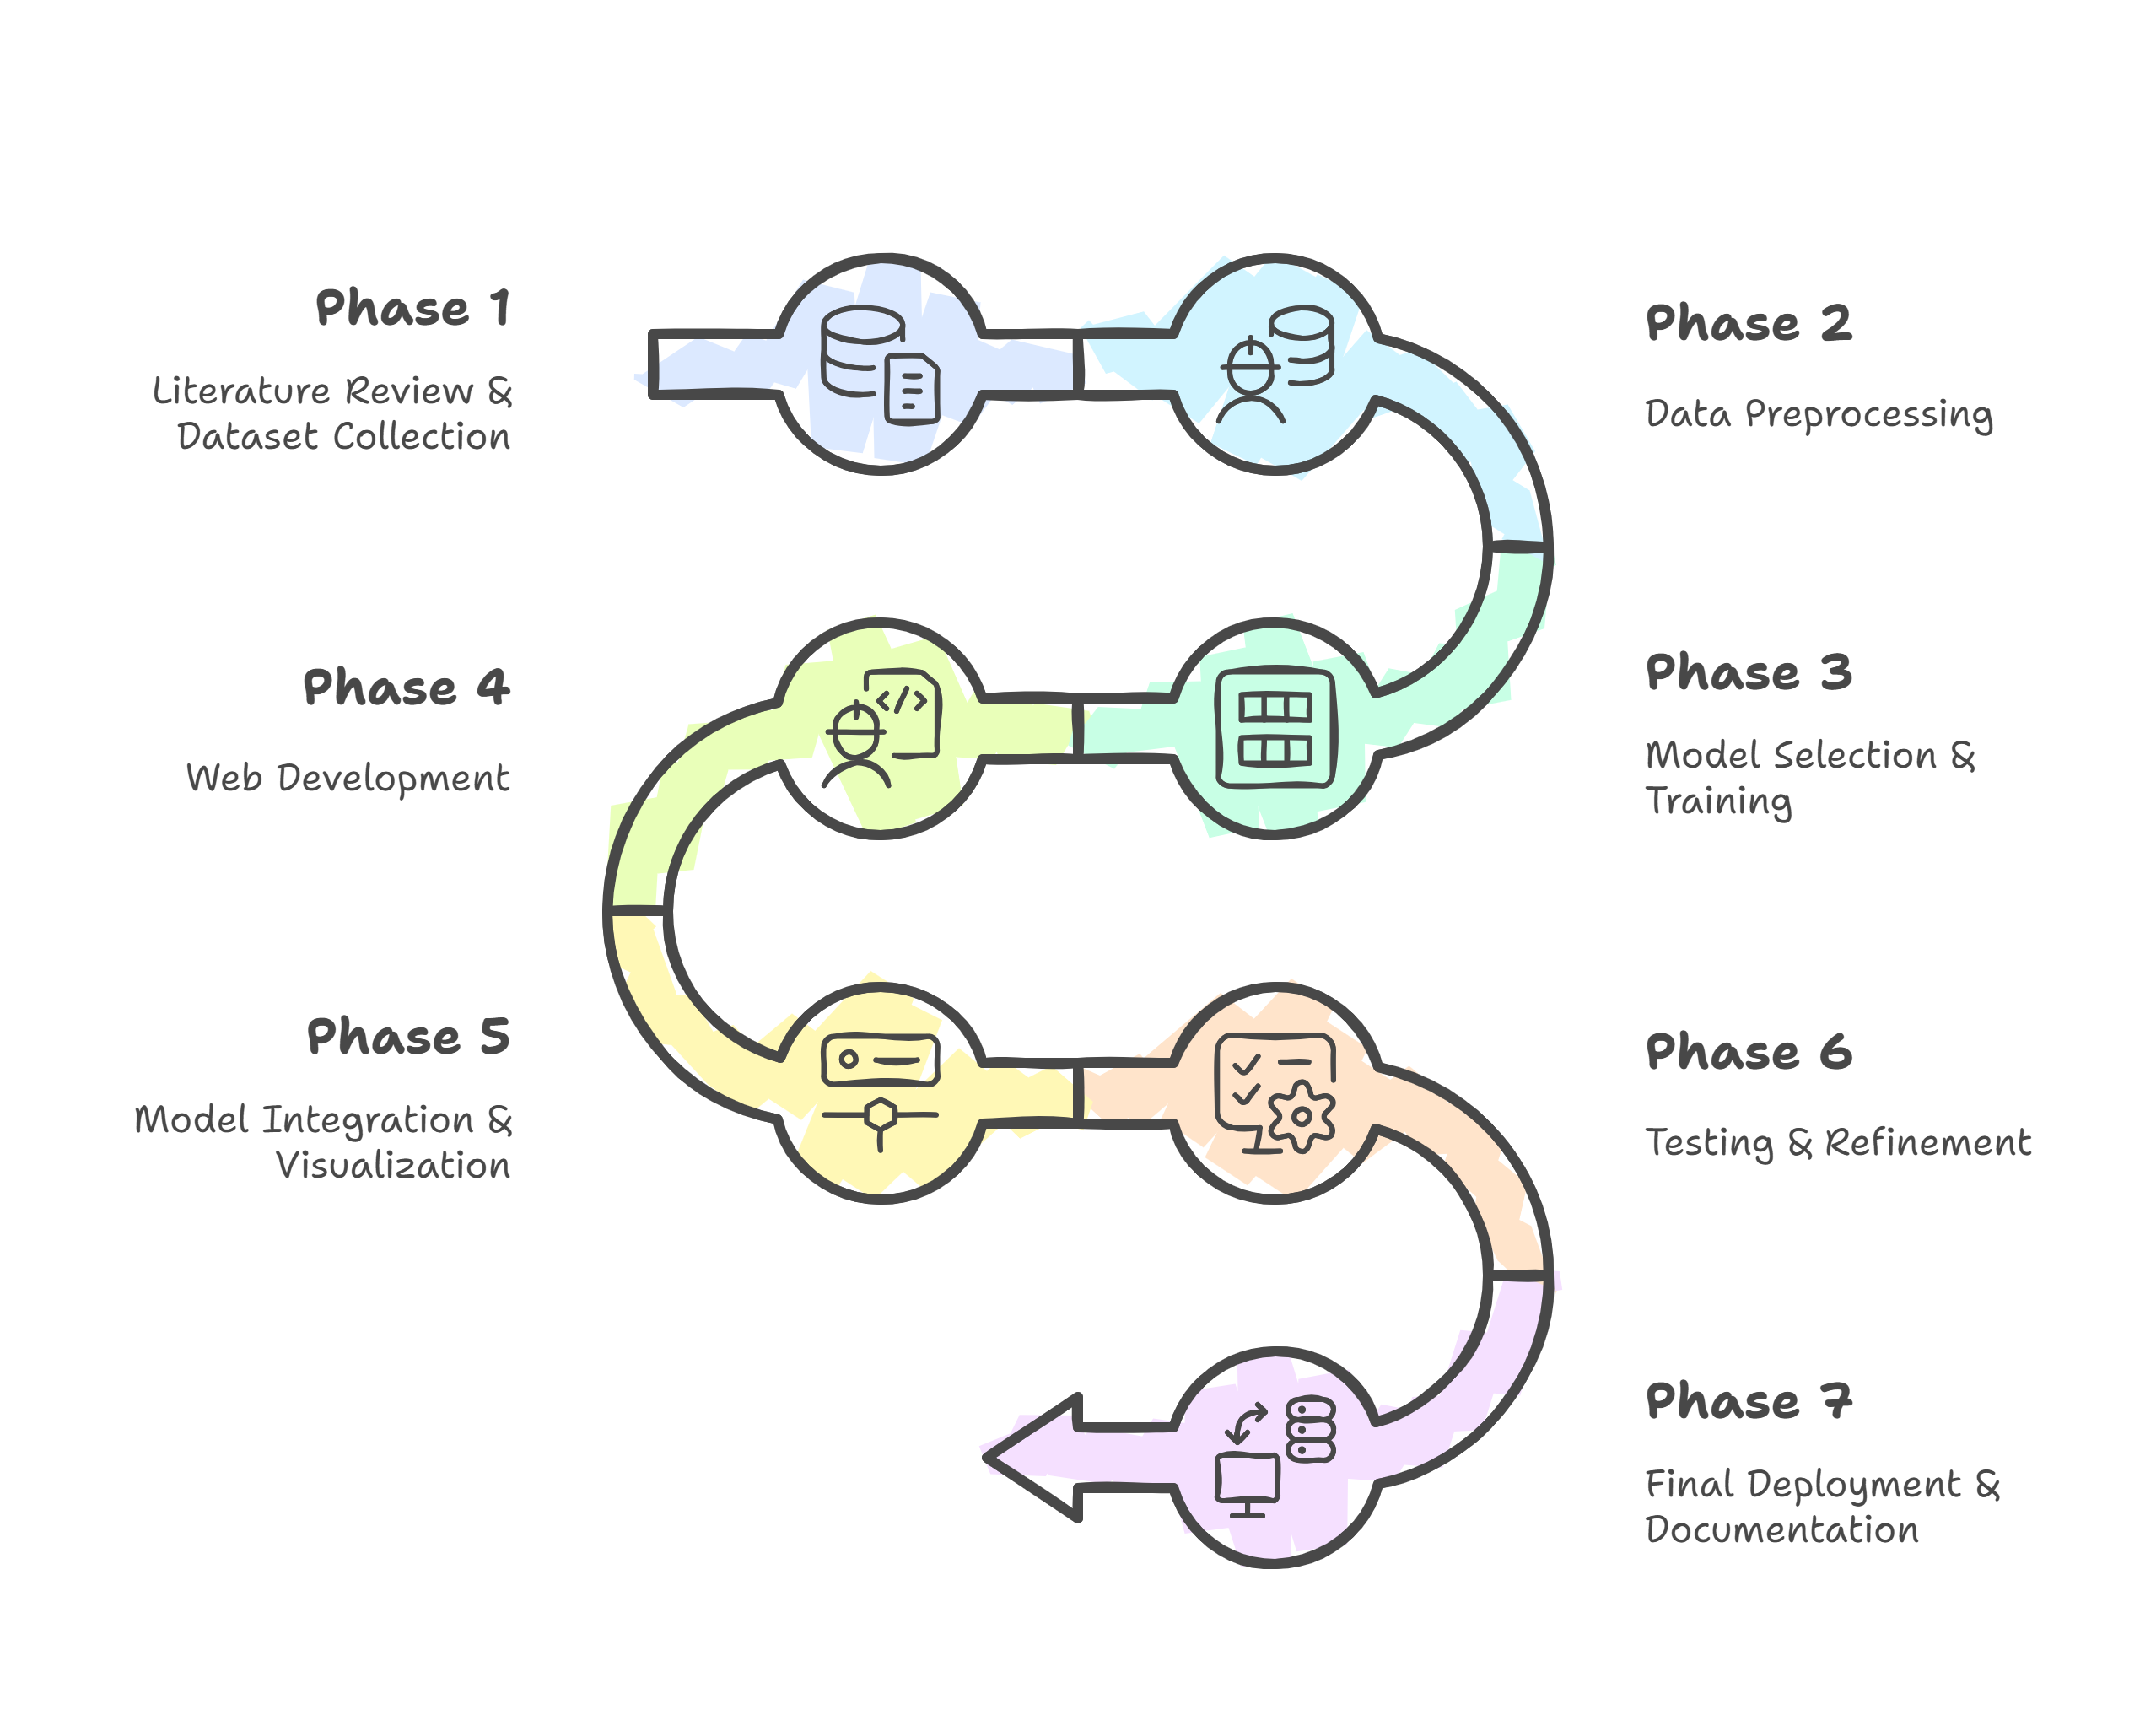 Phase 1
Literature Review &
Dataset Collection
Phase 2
Data Preprocessing
Phase 3
Model Selection &
Training
Phase 4
Web Development
Phase 5
Model Integration &
Visualization
Phase 6
Testing & Refinement
Phase 7
Final Deployment &
Documentation